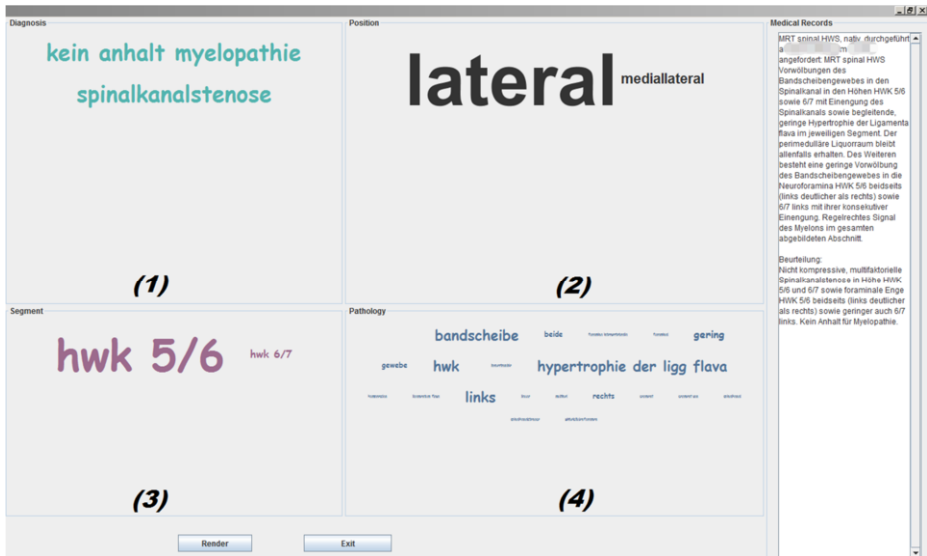 Diagnosis
kein anhalt myelopathie
spinalkanalstenose
(1)
Position
lateral mediallateral
(2)
Segment
hwk 5/6 hwk 6/7
(3)
Pathology
bandscheibe beide gering
gewebe hwk hypertrophie der ligg flava
links rechts
(4)
Render Exit
Medical Records
MRT spinal HWS, nativ, durchgeführt
angefordert: MRT spinal HWS
Vorwölbungen des
Bandscheibengewebes in den
Spinalkanal in den Höhen HWK 5/6
sowie 6/7 mit Einengung des
Spinalkanals sowie begleitende,
geringe Hypertrophie der Ligamenta
flava im jeweiligen Segment. Der
perimedulläre Liquorraum bleibt
allenfalls erhalten. Des Weiteren
besteht eine geringe Vorwölbung
des Bandscheibengewebes in die
Neuroforamina HWK 5/6 beidseits
(links deutlicher als rechts) sowie
6/7 links mit ihrer konsekutiver
Einengung. Regelrechtes Signal
des Myelons im gesamten
abgebildeten Abschnitt.
Beurteilung:
Nicht kompressive, multifaktorielle
Spinalkanalstenose in Höhe HWK
5/6 und 6/7 sowie foraminale Enge
HWK 5/6 beidseits (links deutlicher
als rechts) sowie geringer auch 6/7
links. Kein Anhalt für Myelopathie.